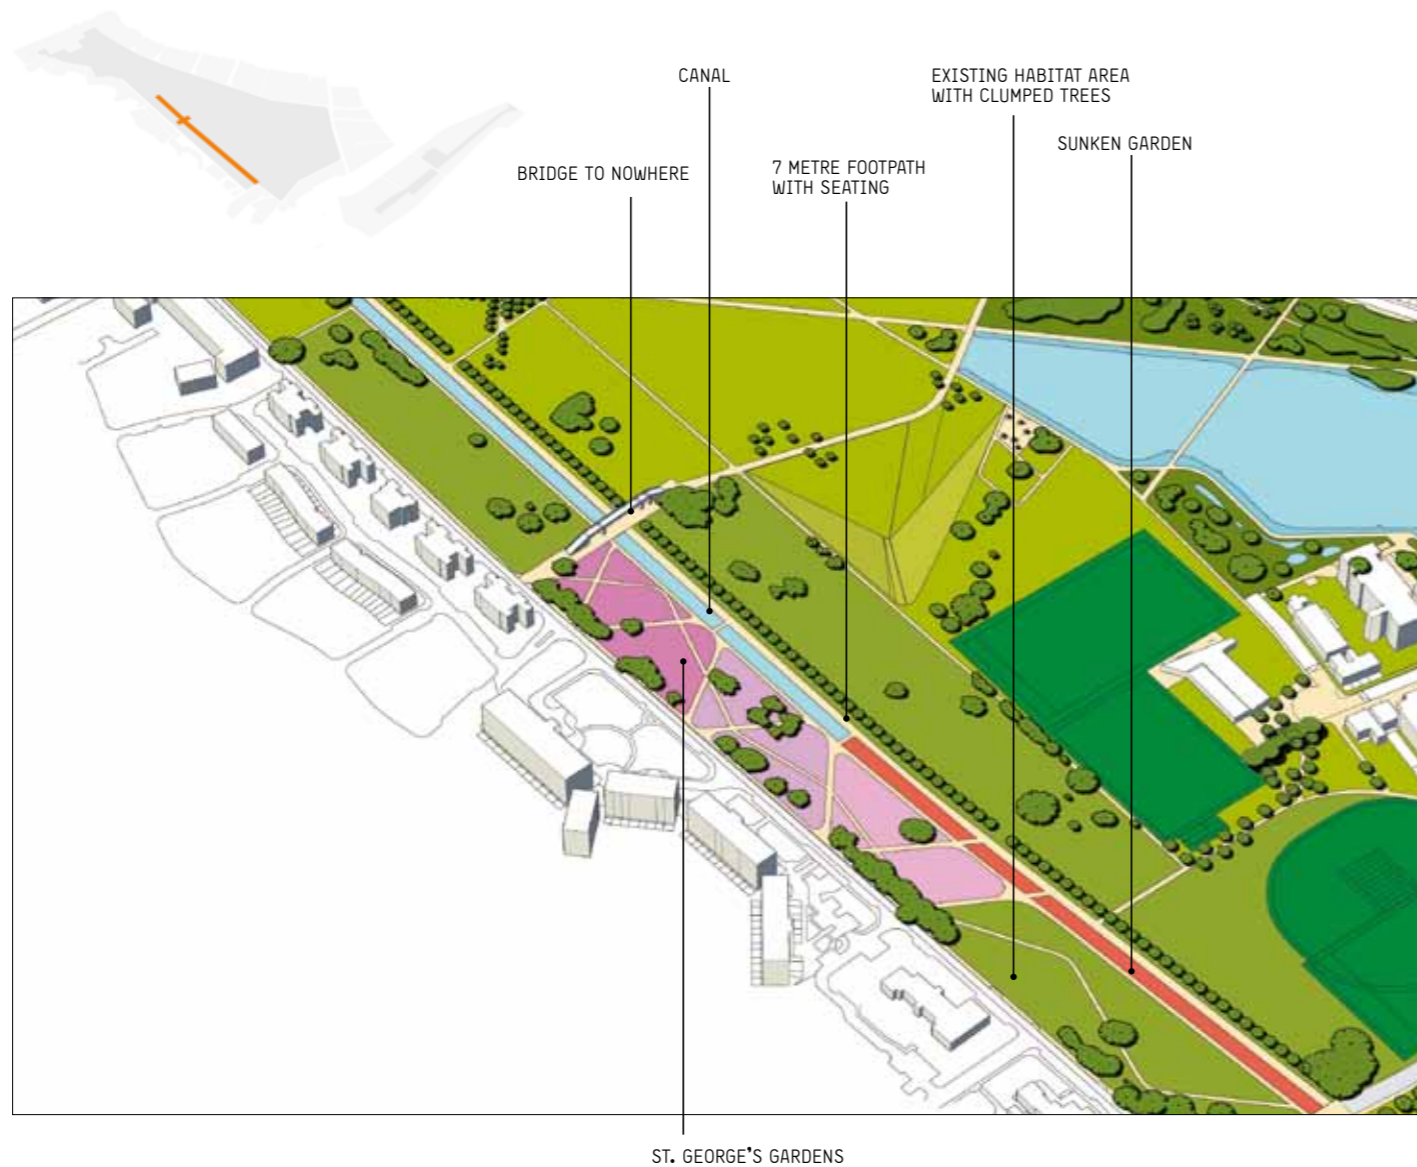 CANAL
EXISTING HABITAT AREA
WITH CLUMPED TREES
SUNKEN GARDEN
BRIDGE TO NOWHERE
7 METRE FOOTPATH
WITH SEATING
ST. GEORGE'S GARDENS